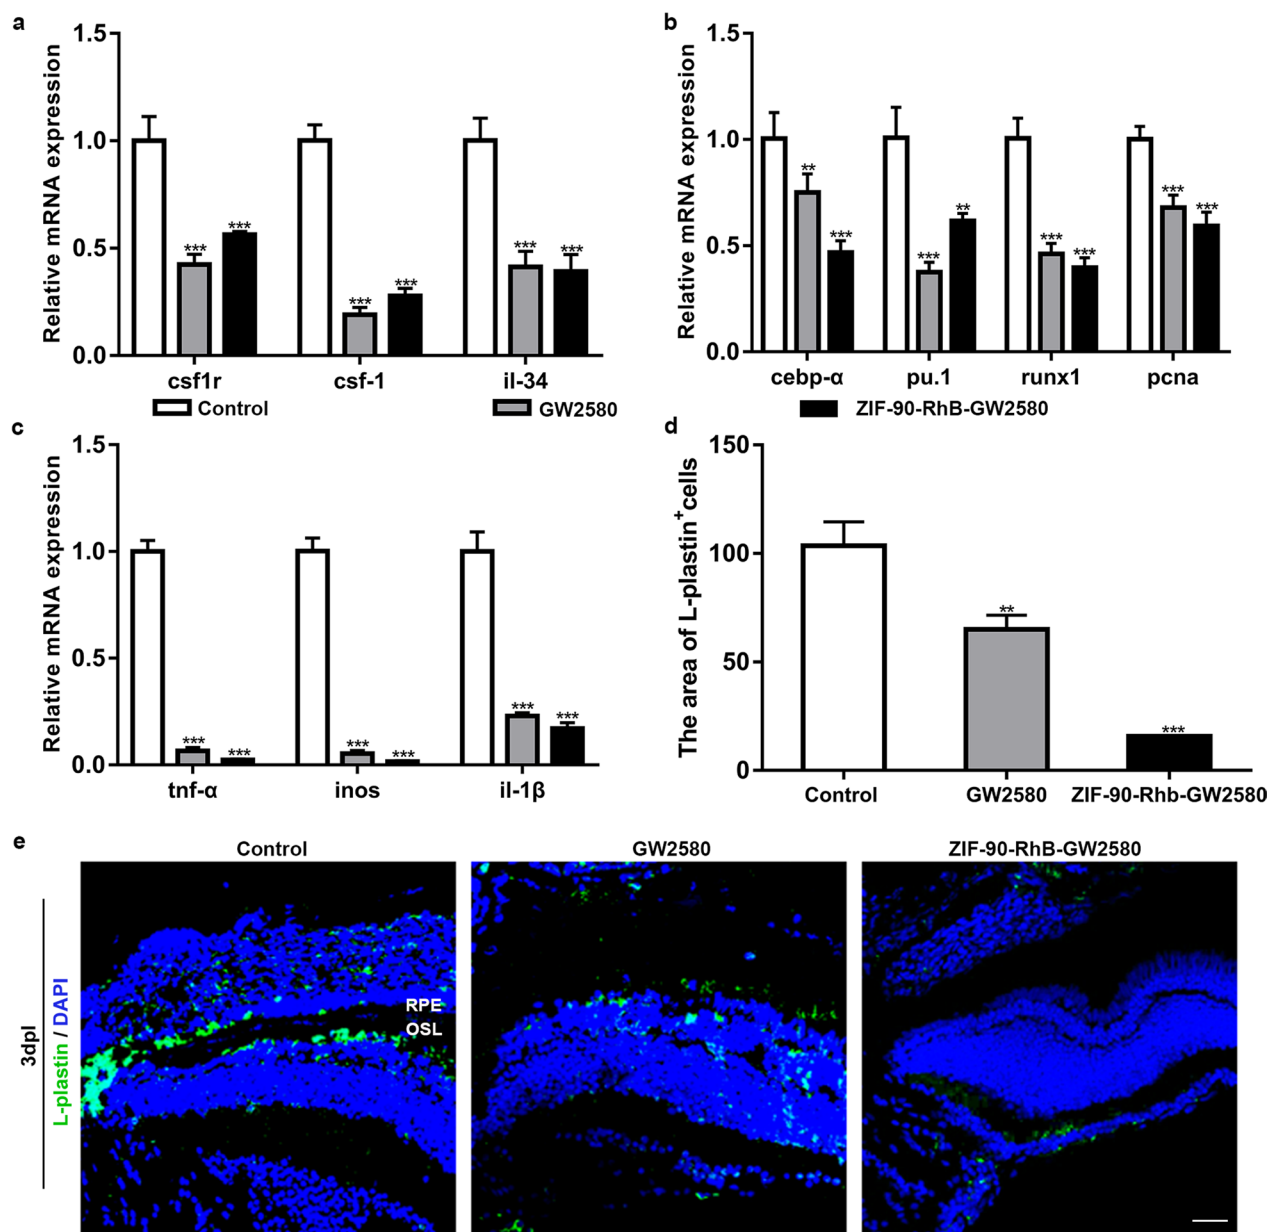 a
1.5
1.0
0.5
0.0
Relative mRNA expression
***
***
***
***
***
***
csf1r csf-1 il-34
b
1.5
1.0
0.5
0.0
Relative mRNA expression
**
***
***
**
***
***
***
***
cebp-α pu.1 runx1 pcna
Control GW2580 ZIF-90-RhB-GW2580
c
1.5
1.0
0.5
0.0
Relative mRNA expression
***
***
***
***
***
***
tnf-α inos il-1β
d
150
100
50
0
The area of L-plastin+cells
**
***
Control GW2580 ZIF-90-Rhb-GW2580
e
Control GW2580 ZIF-90-RhB-GW2580
3dpl
L-plastin / DAPI
RPE
OSL